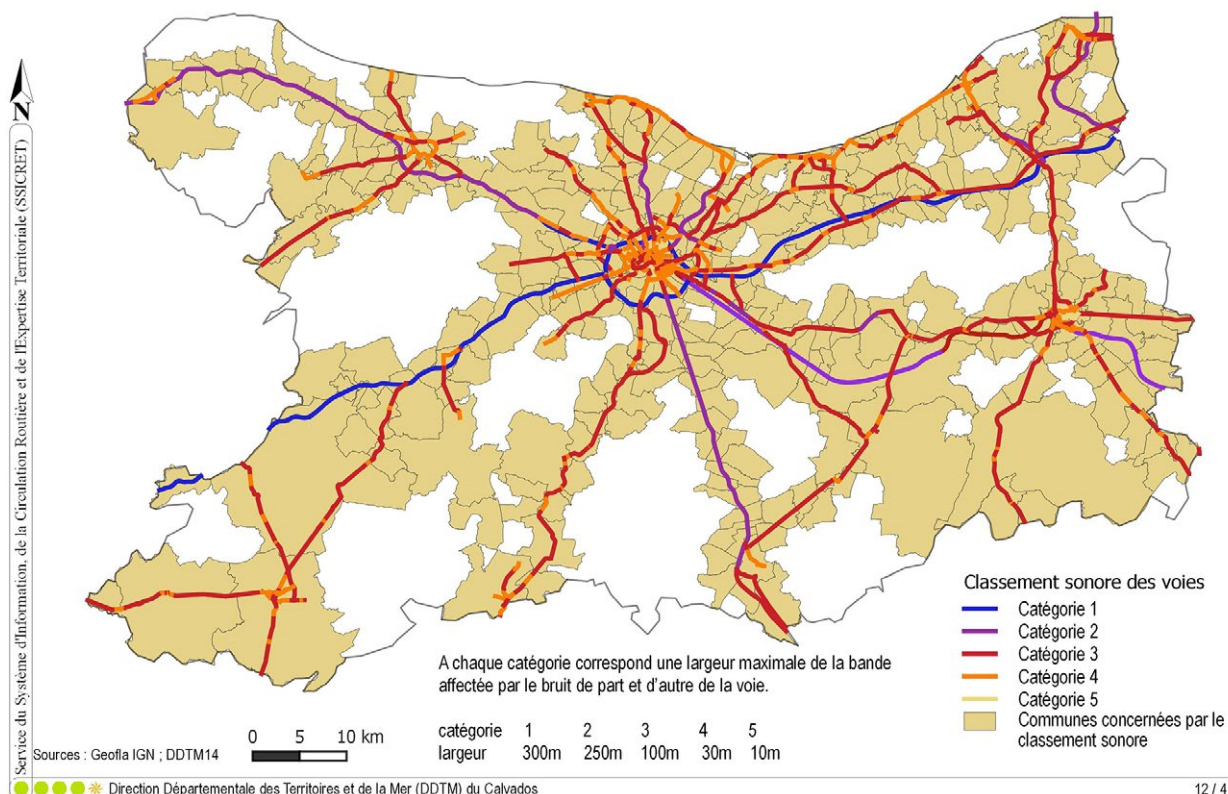 Service du Système d'Information, de la Circulation Routière et de l'Expertise Territoriale (SSICRET)
N
Classement sonore des voies
Catégorie 1
Catégorie 2
Catégorie 3
Catégorie 4
Catégorie 5
Communes concernées par le
classement sonore
A chaque catégorie correspond une largeur maximale de la bande
affectée par le bruit de part et d'autre de la voie.
catégorie 1 2 3 4 5
largeur 300m 250m 100m 30m 10m
0 5 10 km
Sources : Geofla IGN ; DDTM14
Direction Départementale des Territoires et de la Mer (DDTM) du Calvados
12 / 4